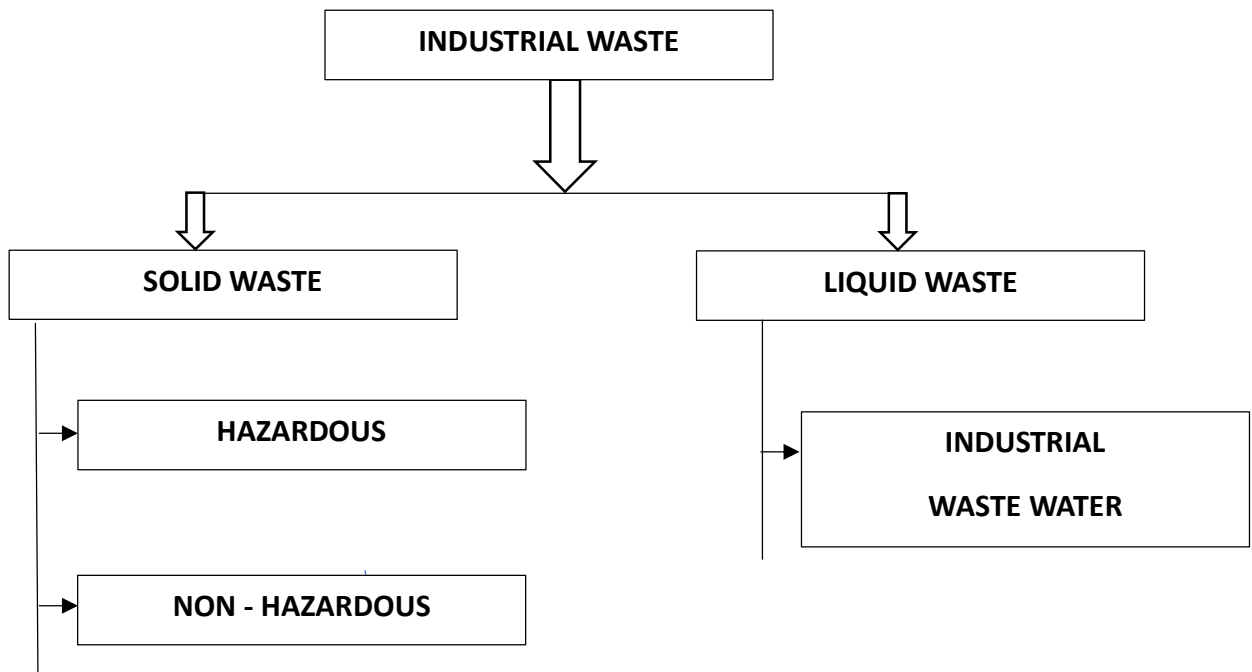 INDUSTRIAL WASTE
SOLID WASTE
LIQUID WASTE
HAZARDOUS
INDUSTRIAL
WASTE WATER
NON - HAZARDOUS